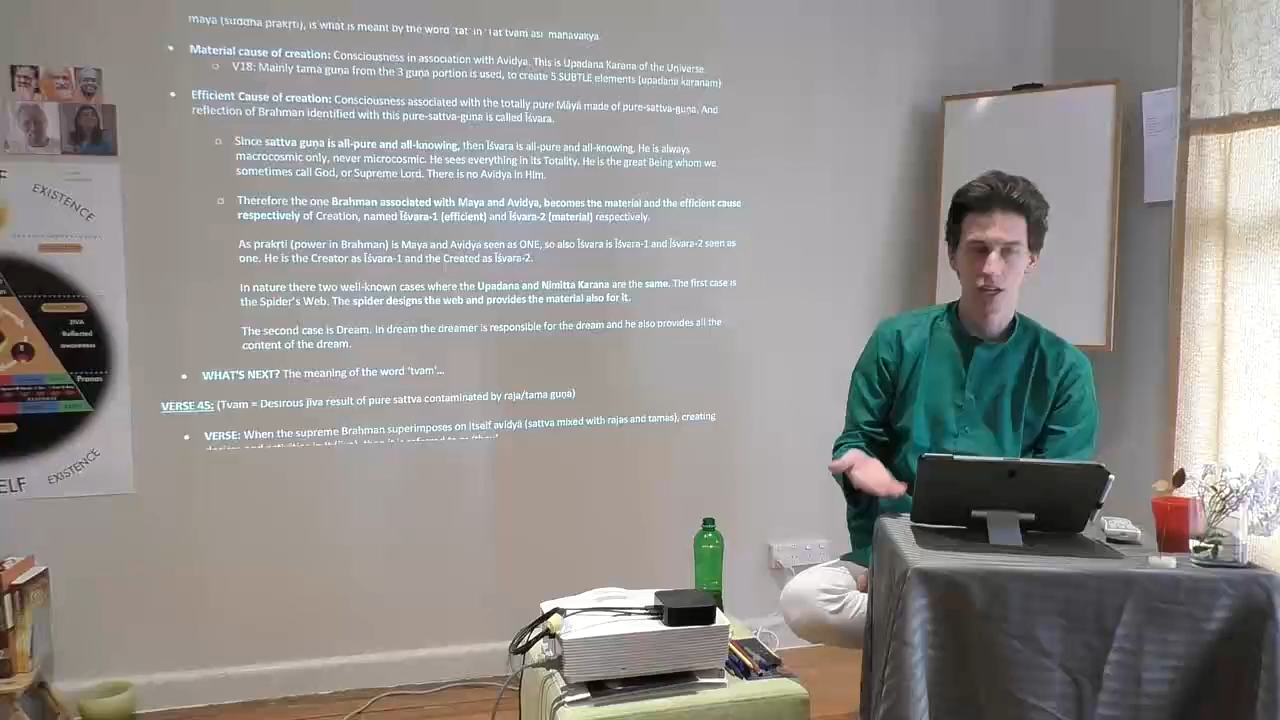 maya (suddha prakṛti), is what is meant by the word 'tat' in 'Tat tvam asi' mahavakya.
• Material cause of creation: Consciousness in association with Avidya. This is Upadana Karana of the Universe.
○ V18: Mainly tama guṇa from the 3 guṇa portion is used, to create 5 SUBTLE elements (upadana karanam)
• Efficient Cause of creation: Consciousness associated with the totally pure Māyā made of pure-sattva-guṇa. And
reflection of Brahman identified with this pure-sattva-guṇa is called Īśvara.
○ Since sattva guṇa is all-pure and all-knowing, then Īśvara is all-pure and all-knowing. He is always
macrocosmic only, never microcosmic. He sees everything in its Totality. He is the great Being whom we
sometimes call God, or Supreme Lord. There is no Avidya in Him.
○ Therefore the one Brahman associated with Maya and Avidya, becomes the material and the efficient cause
respectively of Creation, named Īśvara-1 (efficient) and Īśvara-2 (material) respectively.
As prakṛti (power in Brahman) is Maya and Avidya seen as ONE, so also Īśvara is Īśvara-1 and Īśvara-2 seen as
one. He is the Creator as Īśvara-1 and the Created as Īśvara-2.
In nature there two well-known cases where the Upadana and Nimitta Karana are the same. The first case is
the Spider's Web. The spider designs the web and provides the material also for it.
The second case is Dream. In dream the dreamer is responsible for the dream and he also provides all the
content of the dream.
• WHAT'S NEXT? The meaning of the word 'tvam'...
VERSE 45: (Tvam = Desirous jiva result of pure sattva contaminated by raja/tama guṇa)
• VERSE: When the supreme Brahman superimposes on Itself avidyā (sattva mixed with rajas and tamas), creating
EXISTENCE
JIVA
Reflected
Pranas
EXISTENCE
ELF